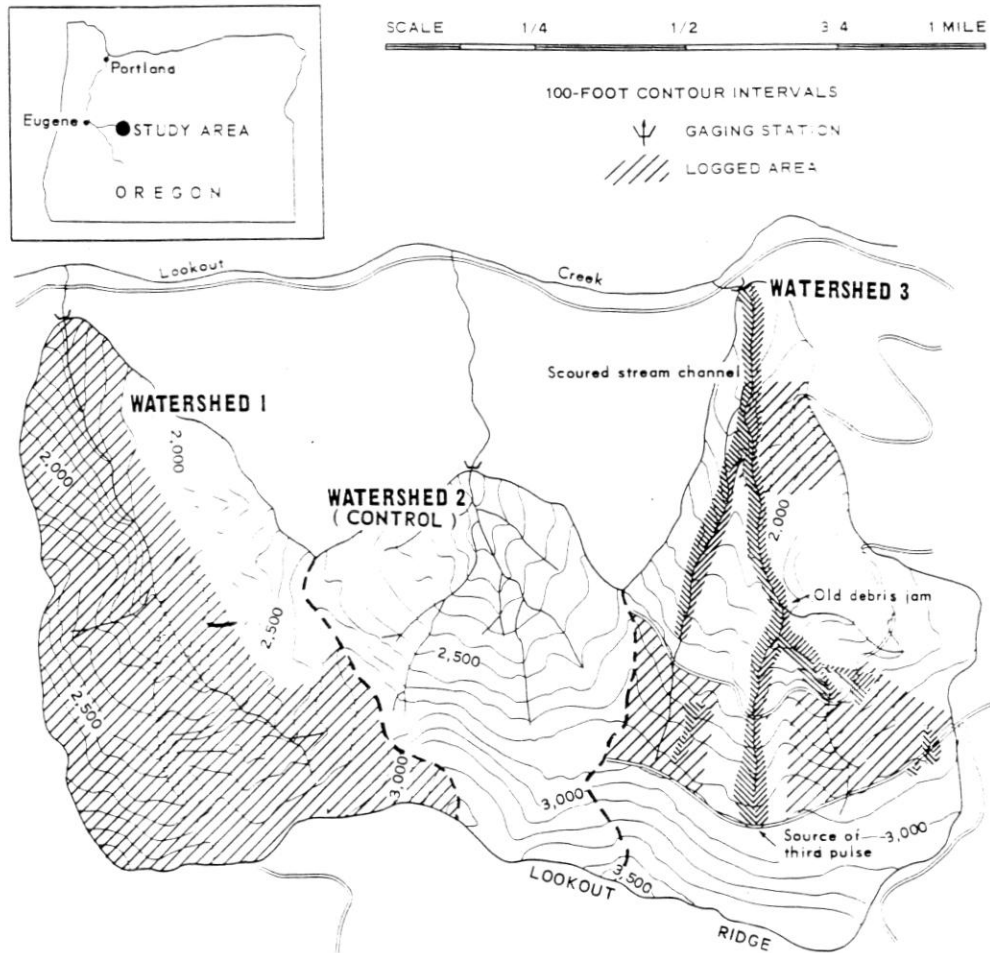 Portland
Eugene
STUDY AREA
OREGON
SCALE 1/4 1/2 3 4 1 MILE
100-FOOT CONTOUR INTERVALS
GAGING STATION
LOGGED AREA
Lookout Creek
WATERSHED 3
Scoured stream channel
WATERSHED 1
2,000
2,000
WATERSHED 2
(CONTROL)
2,000
Old debris jam
2,500
2,500
2,500
3,000
3,000
Source of
third pulse
3,000
3,500
LOOKOUT
RIDGE